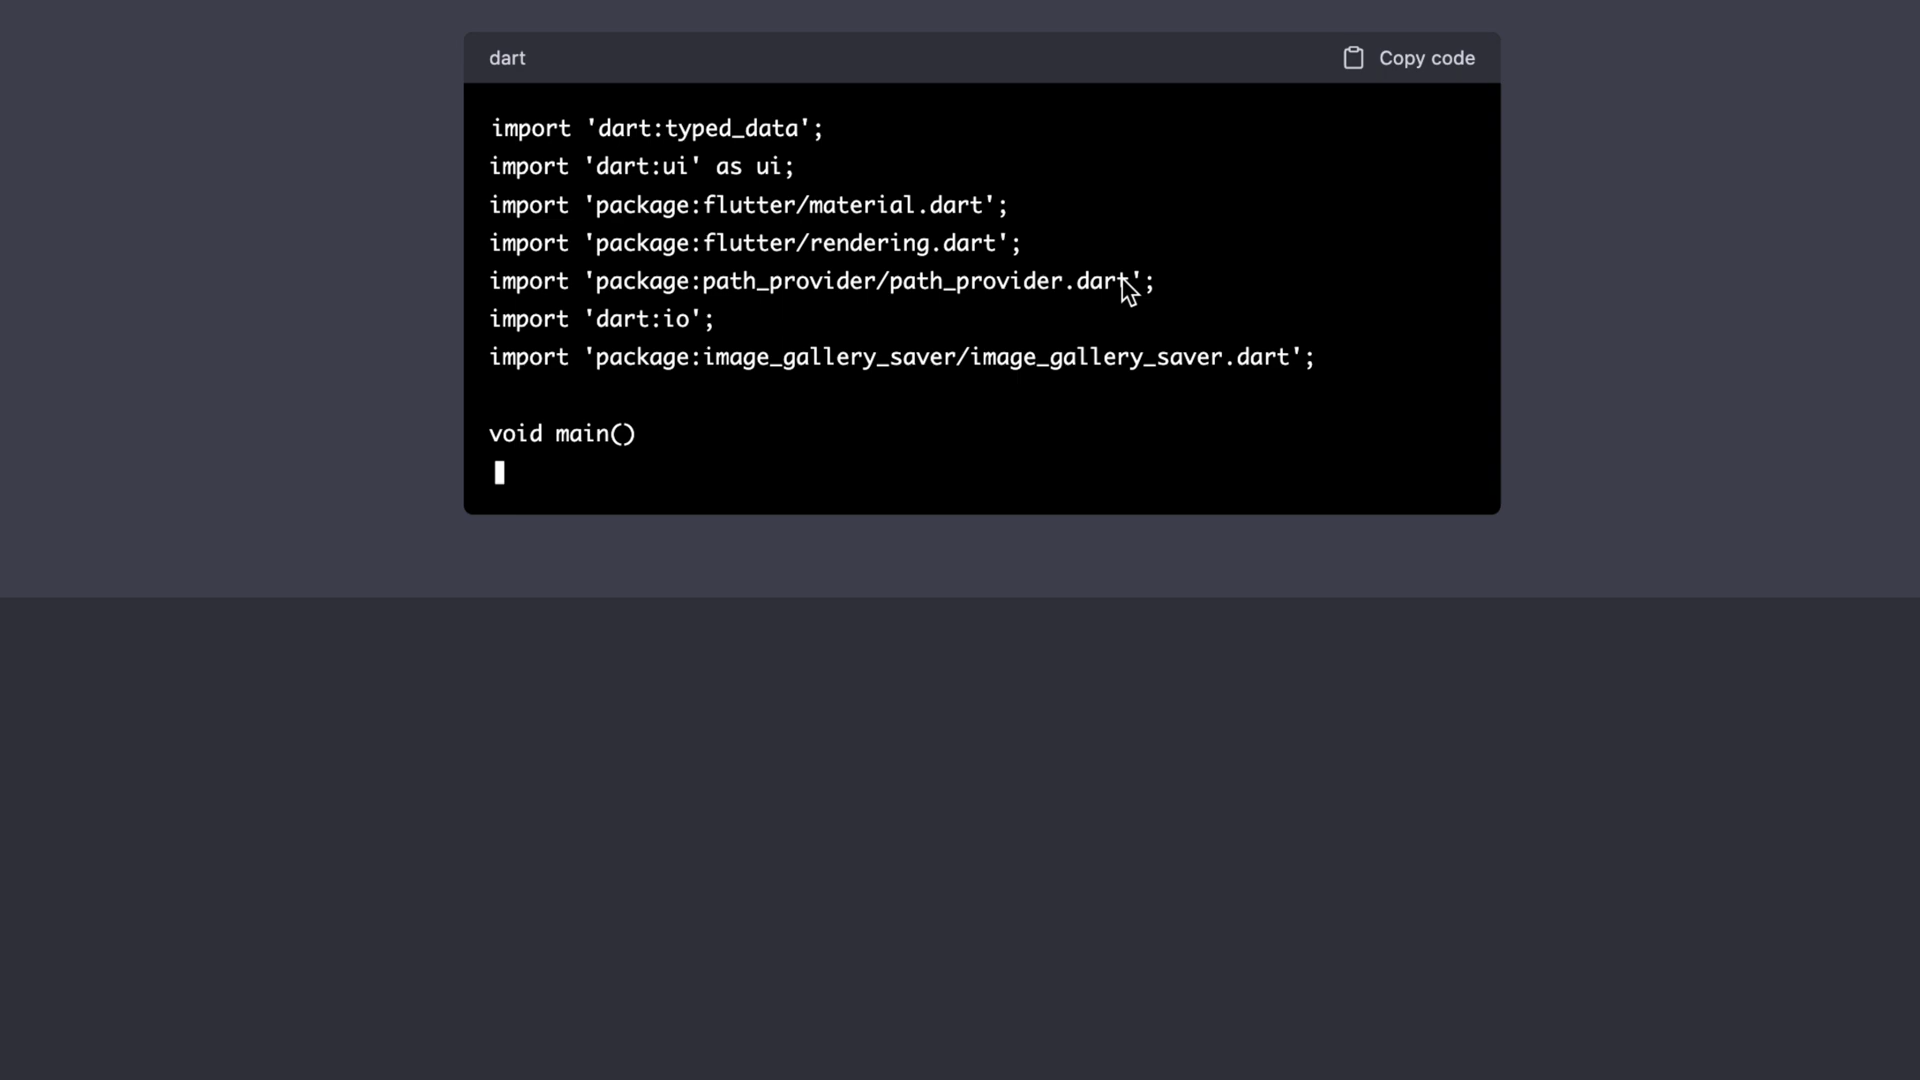 dart
Copy code
import 'dart:typed_data';
import 'dart:ui' as ui;
import 'package:flutter/material.dart';
import 'package:flutter/rendering.dart';
import 'package:path_provider/path_provider.dart';
import 'dart:io';
import 'package:image_gallery_saver/image_gallery_saver.dart';
void main()